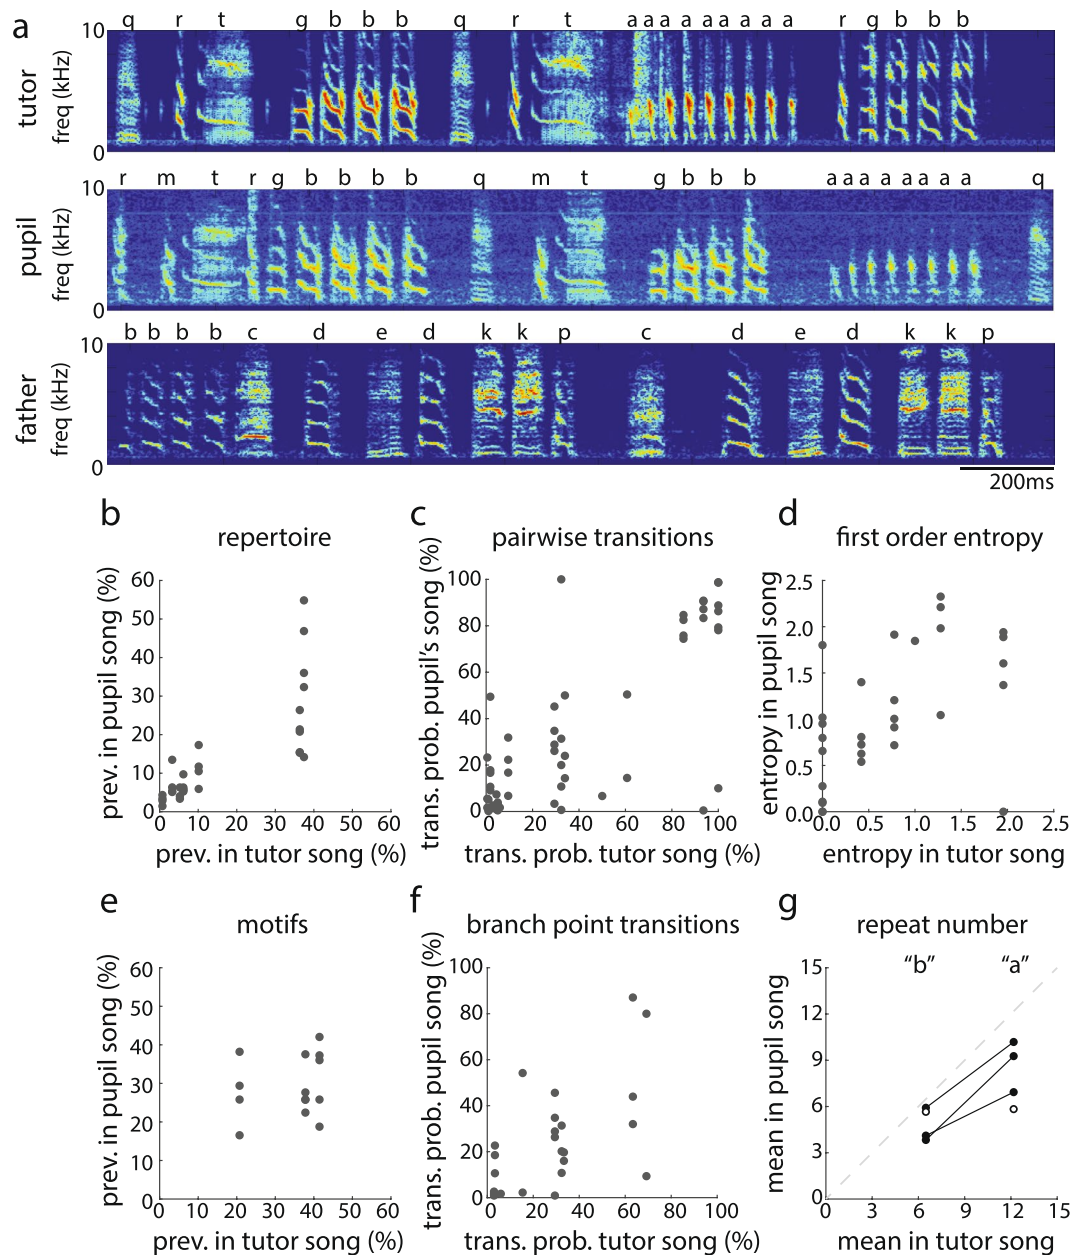 a
q r t g b b b q r t a a a a a a a a r g b b b
10
tutor
freq (kHz)
0
r m t r g b b b b q m t g b b b a a a a a a a a q
10
pupil
freq (kHz)
0
b b b b c d e d k k p c d e d k k p
10
father
freq (kHz)
0
200ms
b
repertoire
prev. in pupil song (%)
60
50
40
30
20
10
0
0 10 20 30 40 50 60
prev. in tutor song (%)
c
pairwise transitions
trans. prob. pupil's song (%)
100
80
60
40
20
0
0 20 40 60 80 100
trans. prob. tutor song (%)
d
first order entropy
entropy in pupil song
2.5
2.0
1.5
1.0
0.5
0.0
0.0 0.5 1.0 1.5 2.0 2.5
entropy in tutor song
e
motifs
prev. in pupil song (%)
60
50
40
30
20
10
0
0 10 20 30 40 50 60
prev. in tutor song (%)
f
branch point transitions
trans. prob. pupil song (%)
100
80
60
40
20
0
0 20 40 60 80 100
trans. prob. tutor song (%)
g
repeat number
"b" "a"
mean in pupil song
15
12
9
6
3
0
0 3 6 9 12 15
mean in tutor song